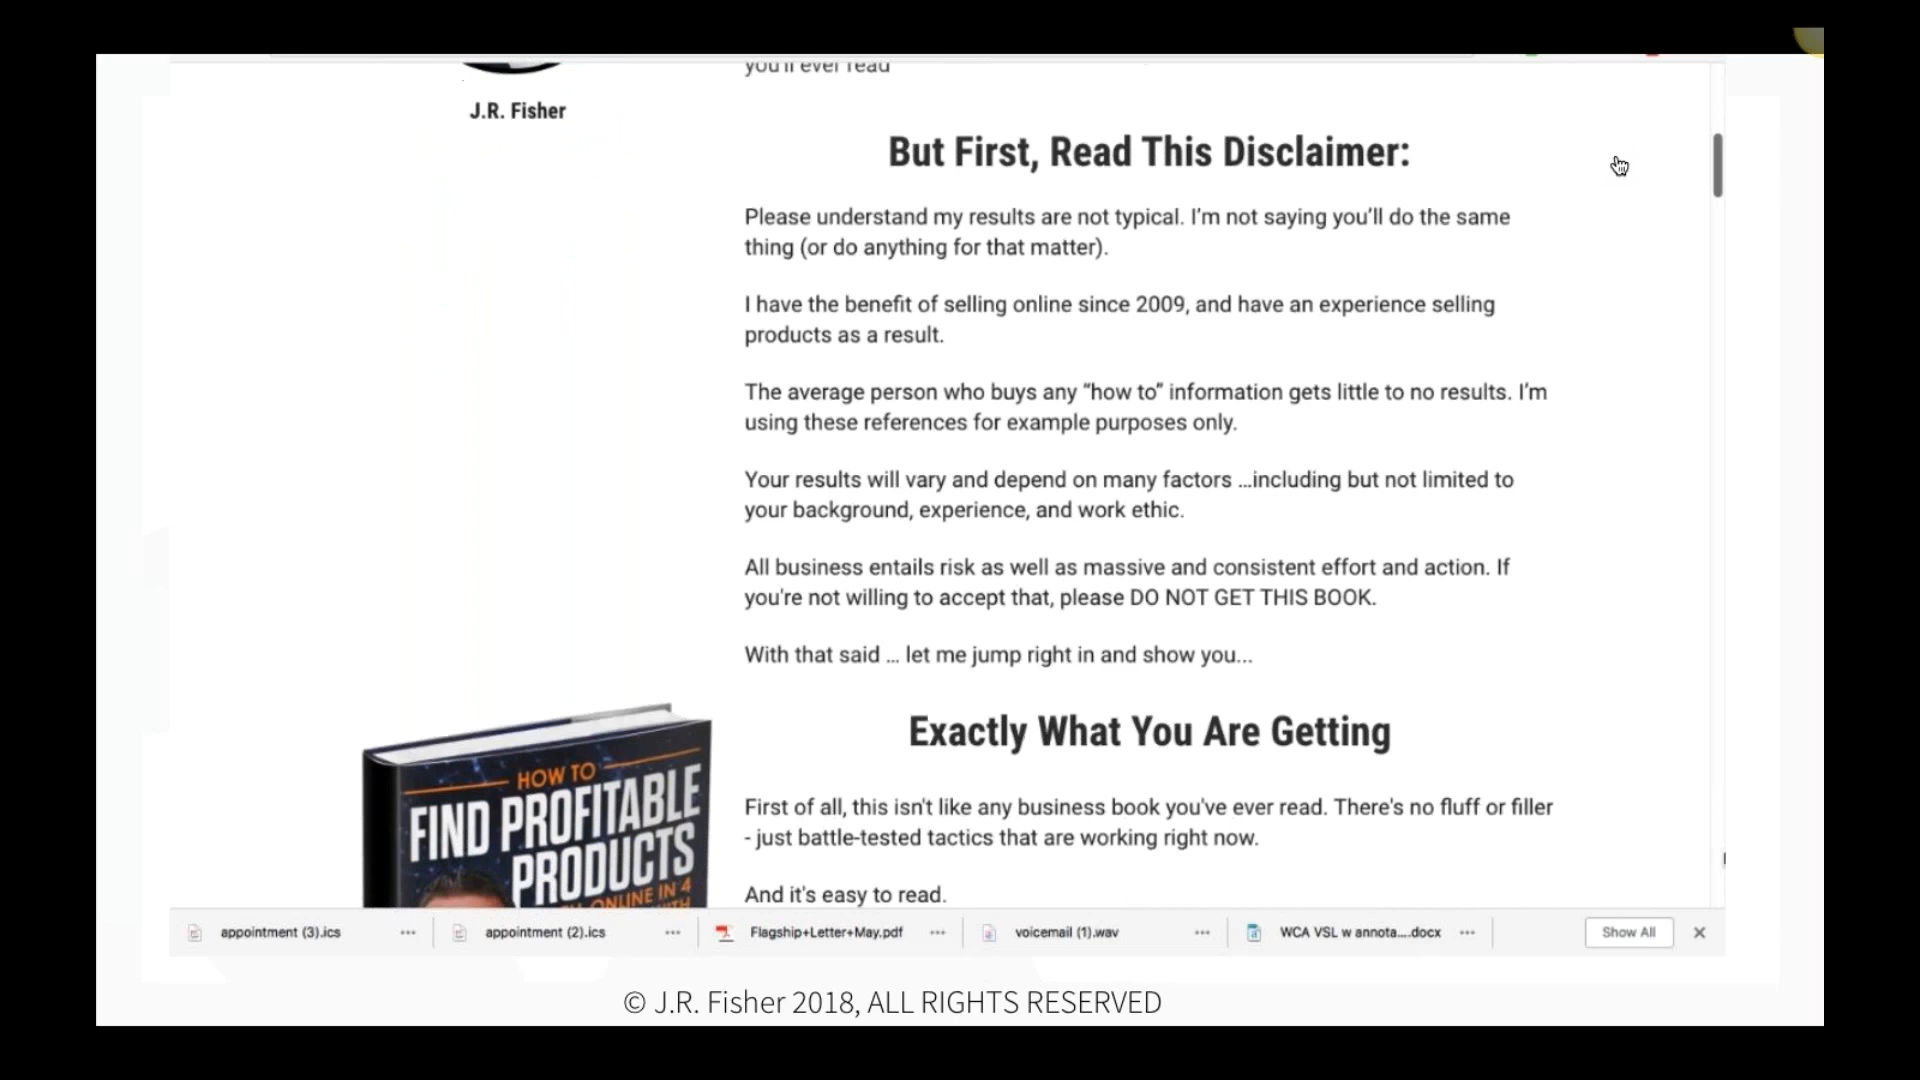 you'll ever read
J.R. Fisher
But First, Read This Disclaimer:
Please understand my results are not typical. I'm not saying you'll do the same
thing (or do anything for that matter).
I have the benefit of selling online since 2009, and have an experience selling
products as a result.
The average person who buys any “how to” information gets little to no results. I'm
using these references for example purposes only.
Your results will vary and depend on many factors ...including but not limited to
your background, experience, and work ethic.
All business entails risk as well as massive and consistent effort and action. If
you're not willing to accept that, please DO NOT GET THIS BOOK.
With that said ... let me jump right in and show you...
Exactly What You Are Getting
First of all, this isn't like any business book you've ever read. There's no fluff or filler
- just battle-tested tactics that are working right now.
And it's easy to read.
HOW TO
FIND PROFITABLE
PRODUCTS
ONLINE IN 4
WITH
appointment (3).ics
appointment (2).ics
Flagship+Letter+May.pdf
voicemail (1).wav
WCA VSL w annota....docx
Show All
© J.R. Fisher 2018, ALL RIGHTS RESERVED